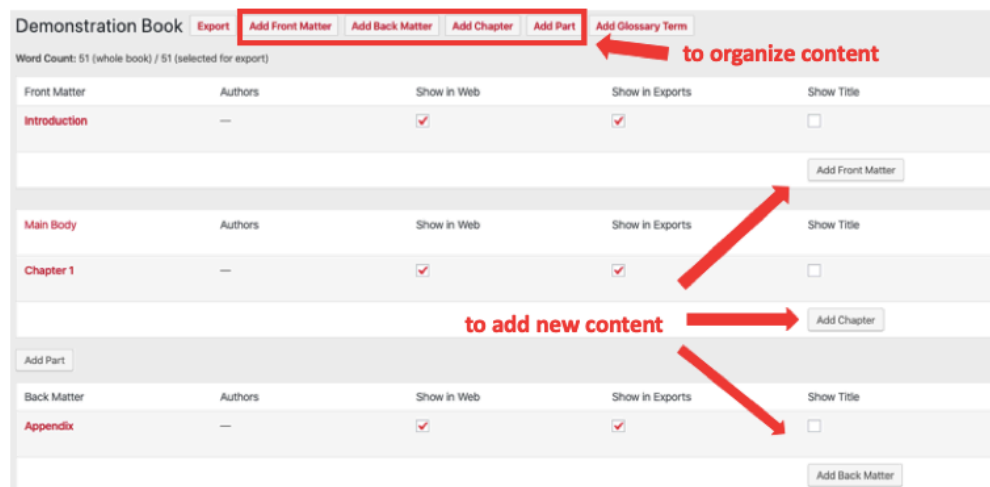 Demonstration Book Export Add Front Matter Add Back Matter Add Chapter Add Part Add Glossary Term
to organize content
Word Count: 51 (whole book) / 51 (selected for export)
Front Matter Authors Show in Web Show in Exports Show Title
Introduction —
Add Front Matter
Main Body Authors Show in Web Show in Exports Show Title
Chapter 1 —
to add new content Add Chapter
Add Part
Back Matter Authors Show in Web Show in Exports Show Title
Appendix —
Add Back Matter